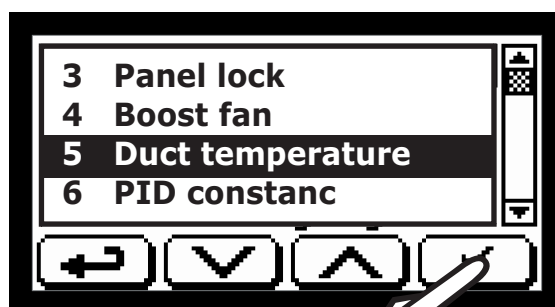 3 Panel lock
4 Boost fan
5 Duct temperature
6 PID constanc